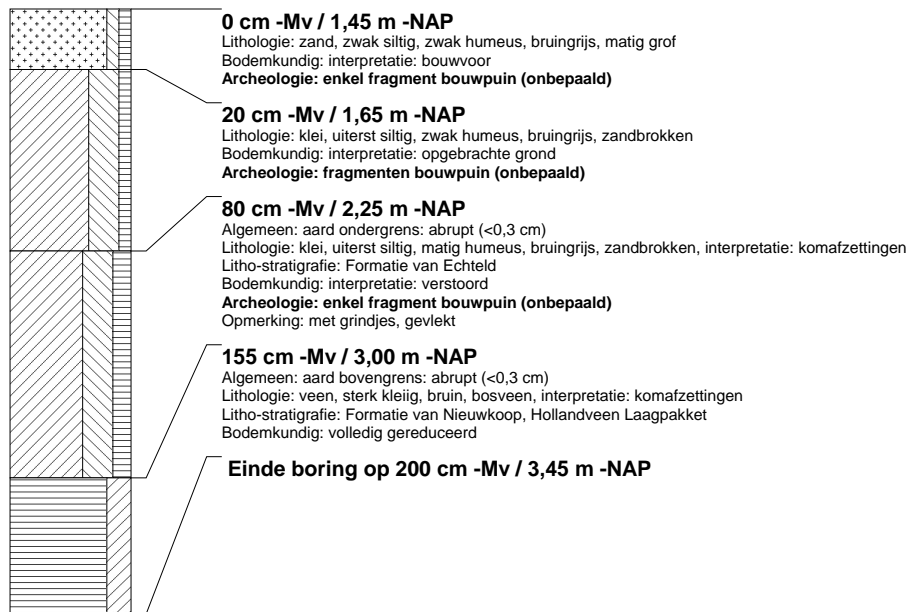 0 cm -Mv / 1,45 m -NAP
Lithologie: zand, zwak siltig, zwak humeus, bruingrijs, matig grof
Bodemkundig: interpretatie: bouwvoor
Archeologie: enkel fragment bouwpuin (onbepaald)
20 cm -Mv / 1,65 m -NAP
Lithologie: klei, uiterst siltig, zwak humeus, bruingrijs, zandbrokken
Bodemkundig: interpretatie: opgebrachte grond
Archeologie: fragmenten bouwpuin (onbepaald)
80 cm -Mv / 2,25 m -NAP
Algemeen: aard ondergrens: abrupt (<0,3 cm)
Lithologie: klei, uiterst siltig, matig humeus, bruingrijs, zandbrokken, interpretatie: komafzettingen
Litho-stratigrafie: Formatie van Echteld
Bodemkundig: interpretatie: verstoord
Archeologie: enkel fragment bouwpuin (onbepaald)
Opmerking: met grindjes, gevlekt
155 cm -Mv / 3,00 m -NAP
Algemeen: aard bovengrens: abrupt (<0,3 cm)
Lithologie: veen, sterk kleiig, bruin, bosveen, interpretatie: komafzettingen
Litho-stratigrafie: Formatie van Nieuwkoop, Hollandveen Laagpakket
Bodemkundig: volledig gereduceerd
Einde boring op 200 cm -Mv / 3,45 m -NAP